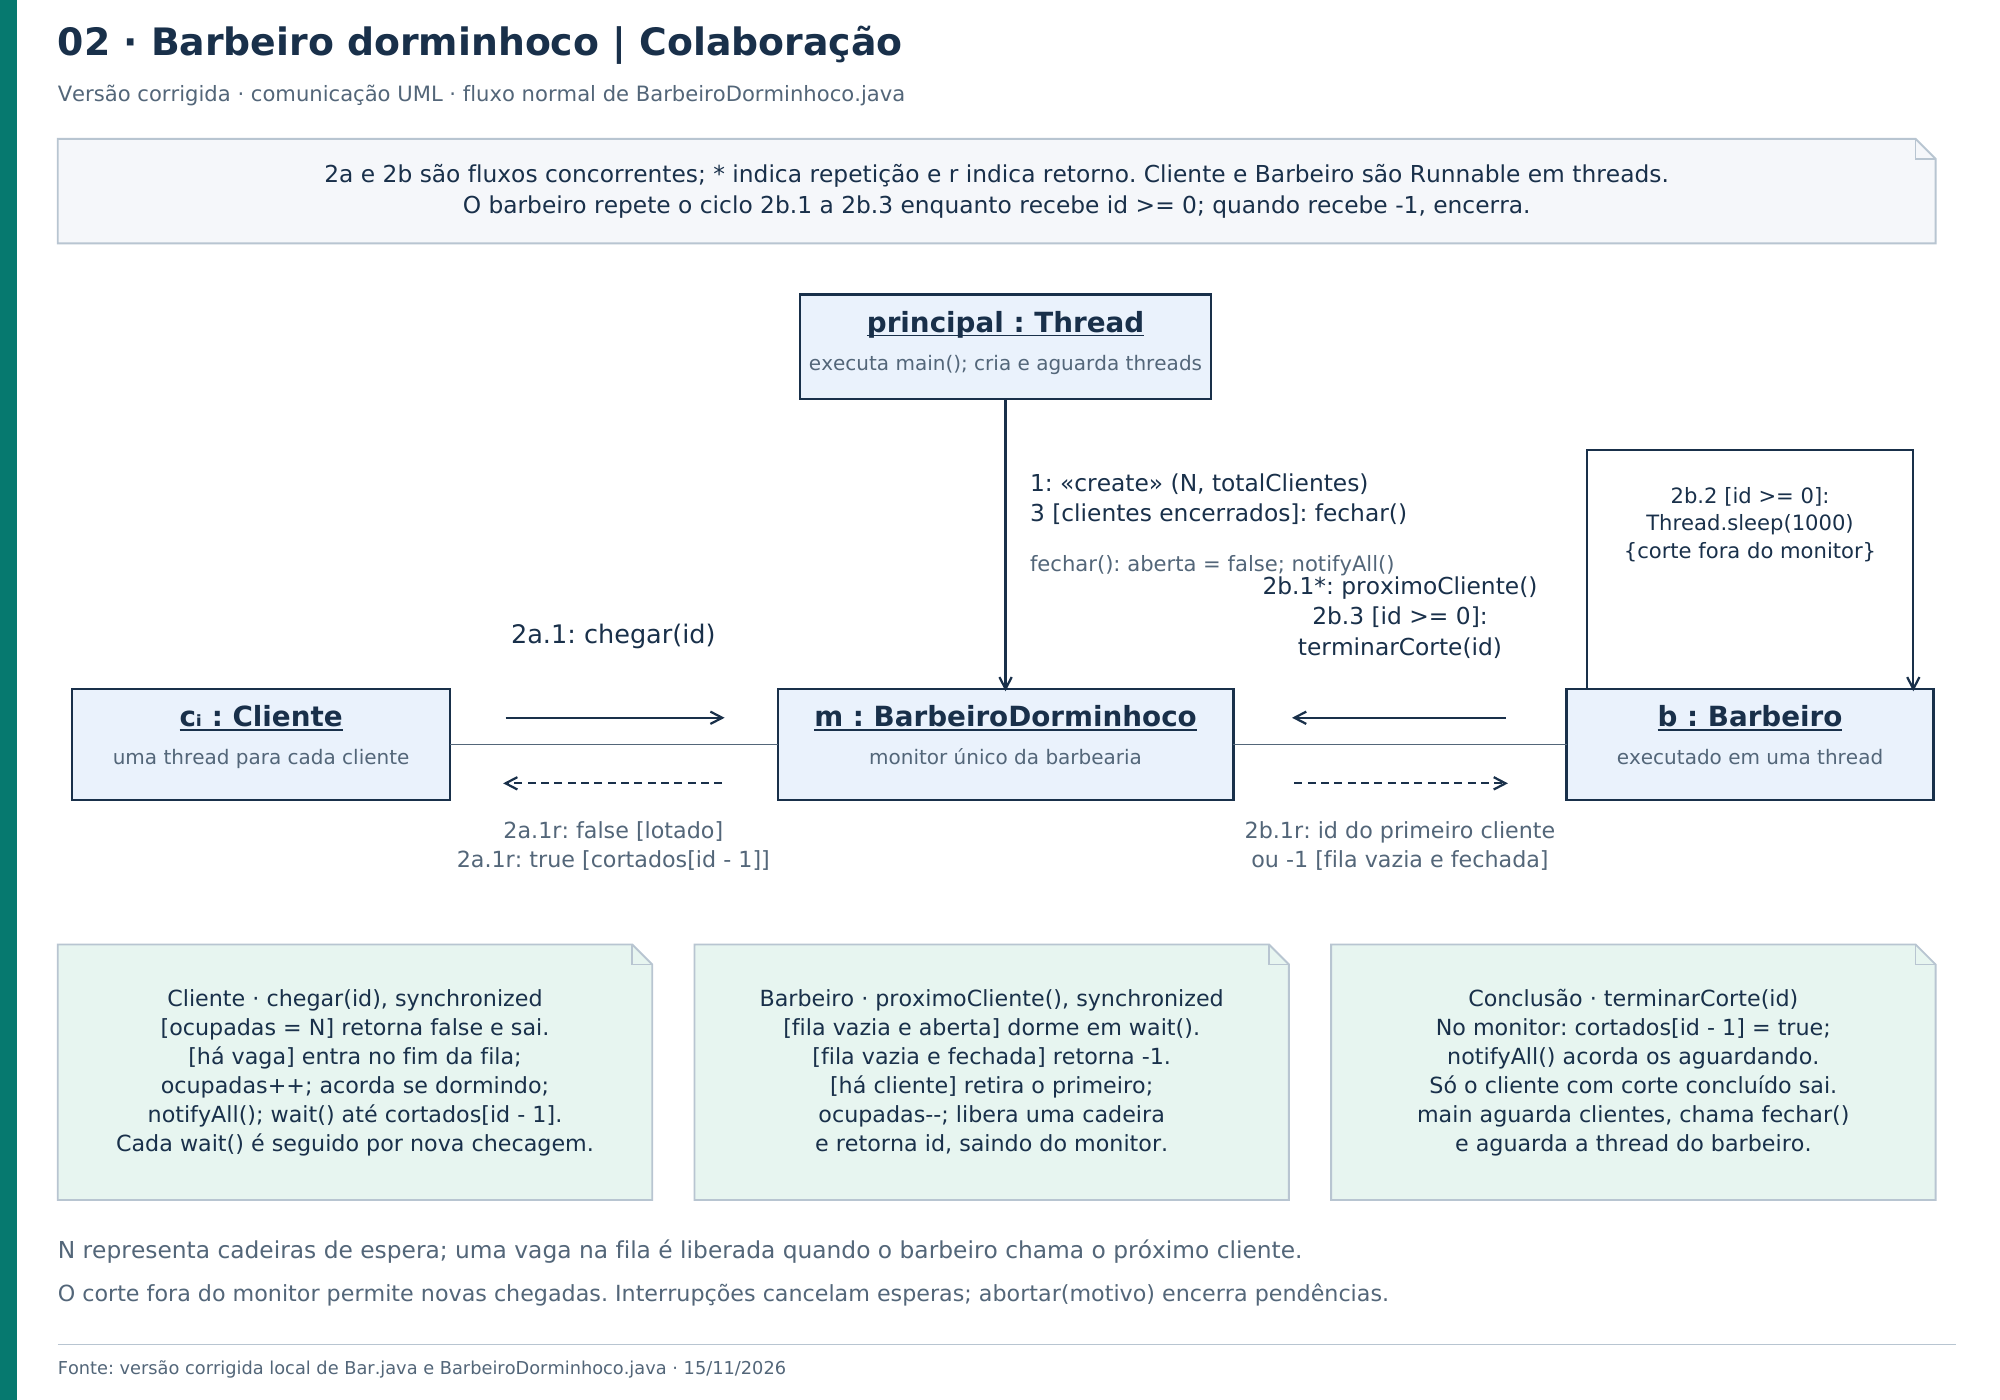 02 · Barbeiro dorminhoco | Colaboração
Versão corrigida · comunicação UML · fluxo normal de BarbeiroDorminhoco.java
2a e 2b são fluxos concorrentes; * indica repetição e r indica retorno. Cliente e Barbeiro são Runnable em threads.
O barbeiro repete o ciclo 2b.1 a 2b.3 enquanto recebe id >= 0; quando recebe -1, encerra.
principal : Thread
executa main(); cria e aguarda threads
1: «create» (N, totalClientes)
3 [clientes encerrados]: fechar()
fechar(): aberta = false; notifyAll()
2b.2 [id >= 0]:
Thread.sleep(1000)
{corte fora do monitor}
2a.1: chegar(id)
2b.1*: proximoCliente()
2b.3 [id >= 0]:
terminarCorte(id)
cᵢ : Cliente
uma thread para cada cliente
m : BarbeiroDorminhoco
monitor único da barbearia
b : Barbeiro
executado em uma thread
2a.1r: false [lotado]
2a.1r: true [cortados[id - 1]]
2b.1r: id do primeiro cliente
ou -1 [fila vazia e fechada]
Cliente · chegar(id), synchronized
[ocupadas = N] retorna false e sai.
[há vaga] entra no fim da fila;
ocupadas++; acorda se dormindo;
notifyAll(); wait() até cortados[id - 1].
Cada wait() é seguido por nova checagem.
Barbeiro · proximoCliente(), synchronized
[fila vazia e aberta] dorme em wait().
[fila vazia e fechada] retorna -1.
[há cliente] retira o primeiro;
ocupadas--; libera uma cadeira
e retorna id, saindo do monitor.
Conclusão · terminarCorte(id)
No monitor: cortados[id - 1] = true;
notifyAll() acorda os aguardando.
Só o cliente com corte concluído sai.
main aguarda clientes, chama fechar()
e aguarda a thread do barbeiro.
N representa cadeiras de espera; uma vaga na fila é liberada quando o barbeiro chama o próximo cliente.
O corte fora do monitor permite novas chegadas. Interrupções cancelam esperas; abortar(motivo) encerra pendências.
Fonte: versão corrigida local de Bar.java e BarbeiroDorminhoco.java · 15/11/2026